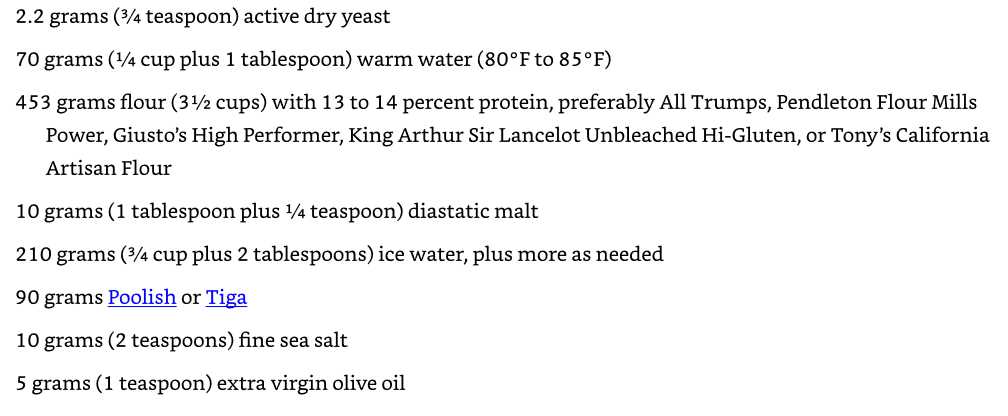 2.2 grams (¾ teaspoon) active dry yeast
70 grams (¼ cup plus 1 tablespoon) warm water (80°F to 85°F)
453 grams flour (3½ cups) with 13 to 14 percent protein, preferably All Trumps, Pendleton Flour Mills
Power, Giusto’s High Performer, King Arthur Sir Lancelot Unbleached Hi-Gluten, or Tony’s California
Artisan Flour
10 grams (1 tablespoon plus ¼ teaspoon) diastatic malt
210 grams (¾ cup plus 2 tablespoons) ice water, plus more as needed
90 grams Poolish or Tiga
10 grams (2 teaspoons) fine sea salt
5 grams (1 teaspoon) extra virgin olive oil